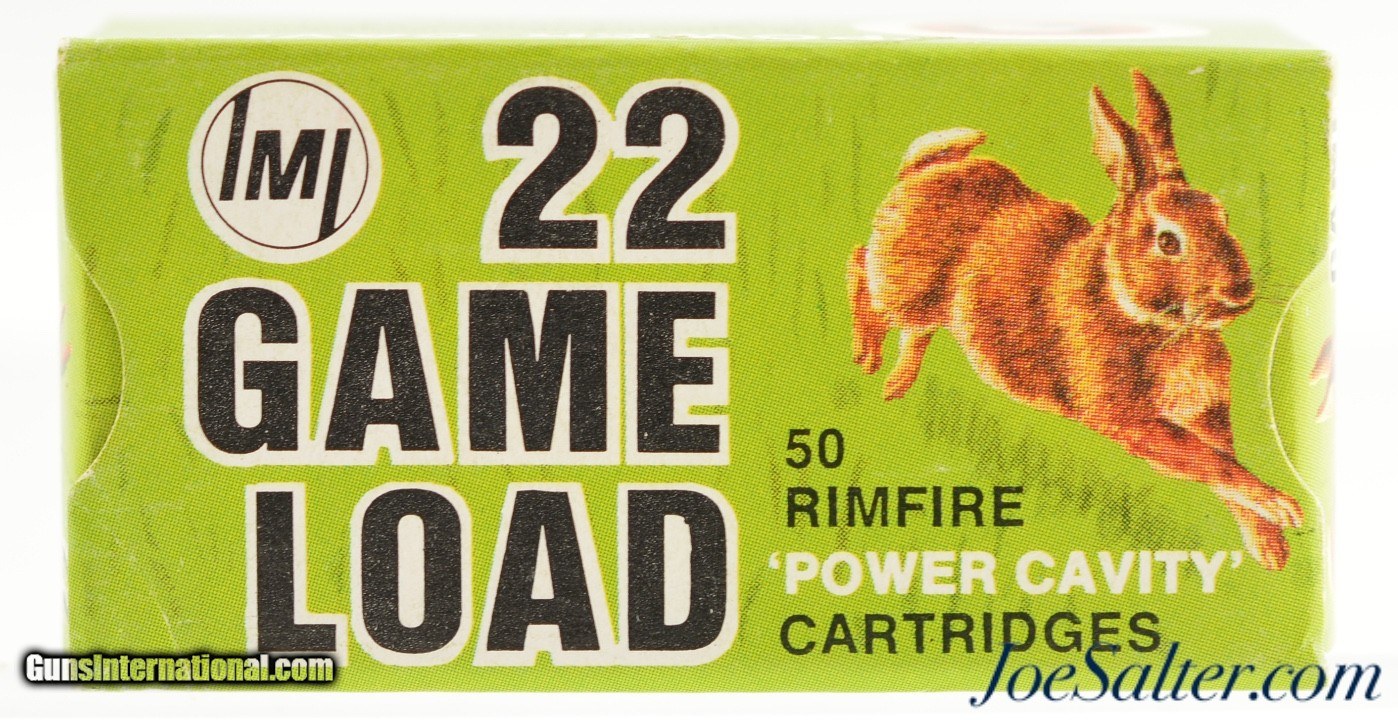 IMI
22
GAME
LOAD
50
RIMFIRE
'POWER CAVITY'
CARTRIDGES
GunsInternational.com
JoeSalter.com